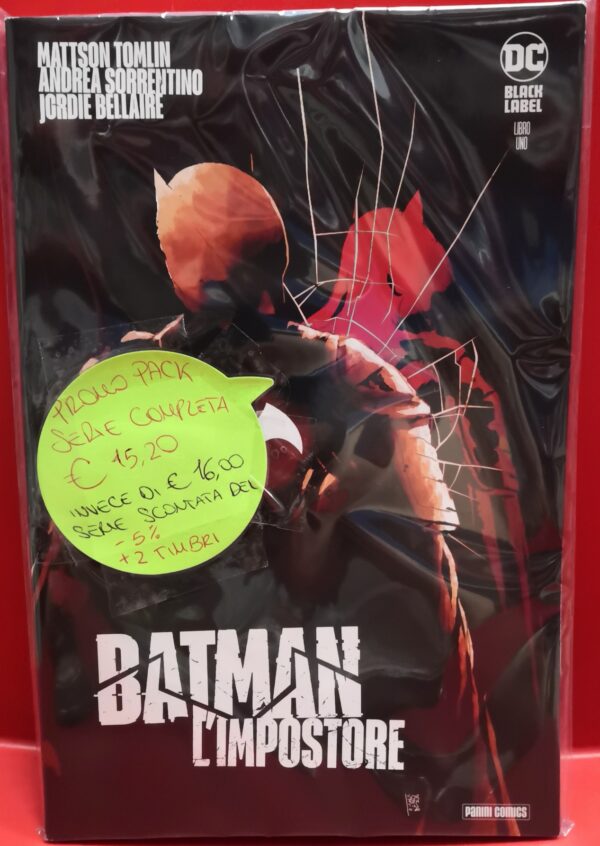 MATTSON TOMLIN
ANDREA SORRENTINO
JORDIE BELLAIRE
DC
BLACK
LABEL
LIBRO
UNO
PROMO PACK
SERIE COMPLETA
€ 15,20
INVECE DI € 16,00
SERIE SCONTATA DEL
-5%
+2 TIMBRI
BATMAN
L'IMPOSTORE
PANINI COMICS